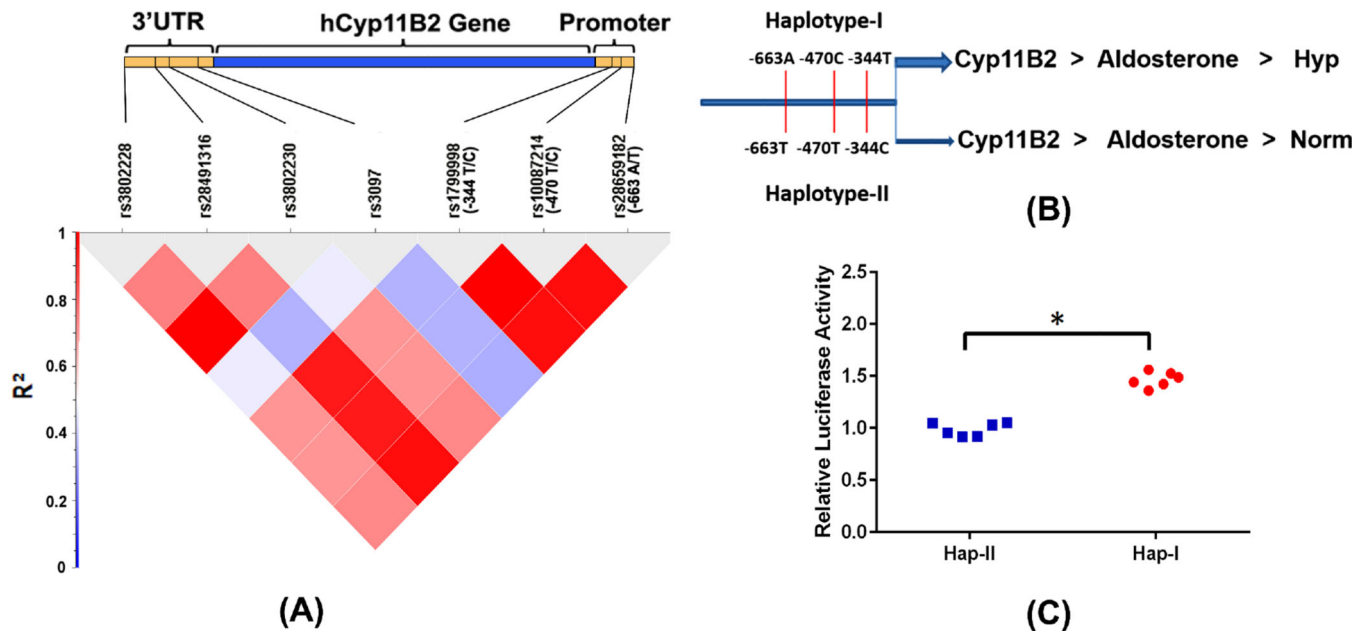 3'UTR hCyp11B2 Gene Promoter
rs3802228
rs28491316
rs3802230
rs3097
rs1799998
(-344 T/C)
rs10087214
(-470 T/C)
rs28659182
(-663 A/T)
R²
1
0.8
0.6
0.4
0.2
0
(A)
Haplotype-I
-663A -470C -344T
Cyp11B2 > Aldosterone > Hyp
-663T -470T -344C
Cyp11B2 > Aldosterone > Norm
Haplotype-II
(B)
Relative Luciferase Activity
2.5
2.0
1.5
1.0
0.5
0.0
*
Hap-II Hap-I
(C)